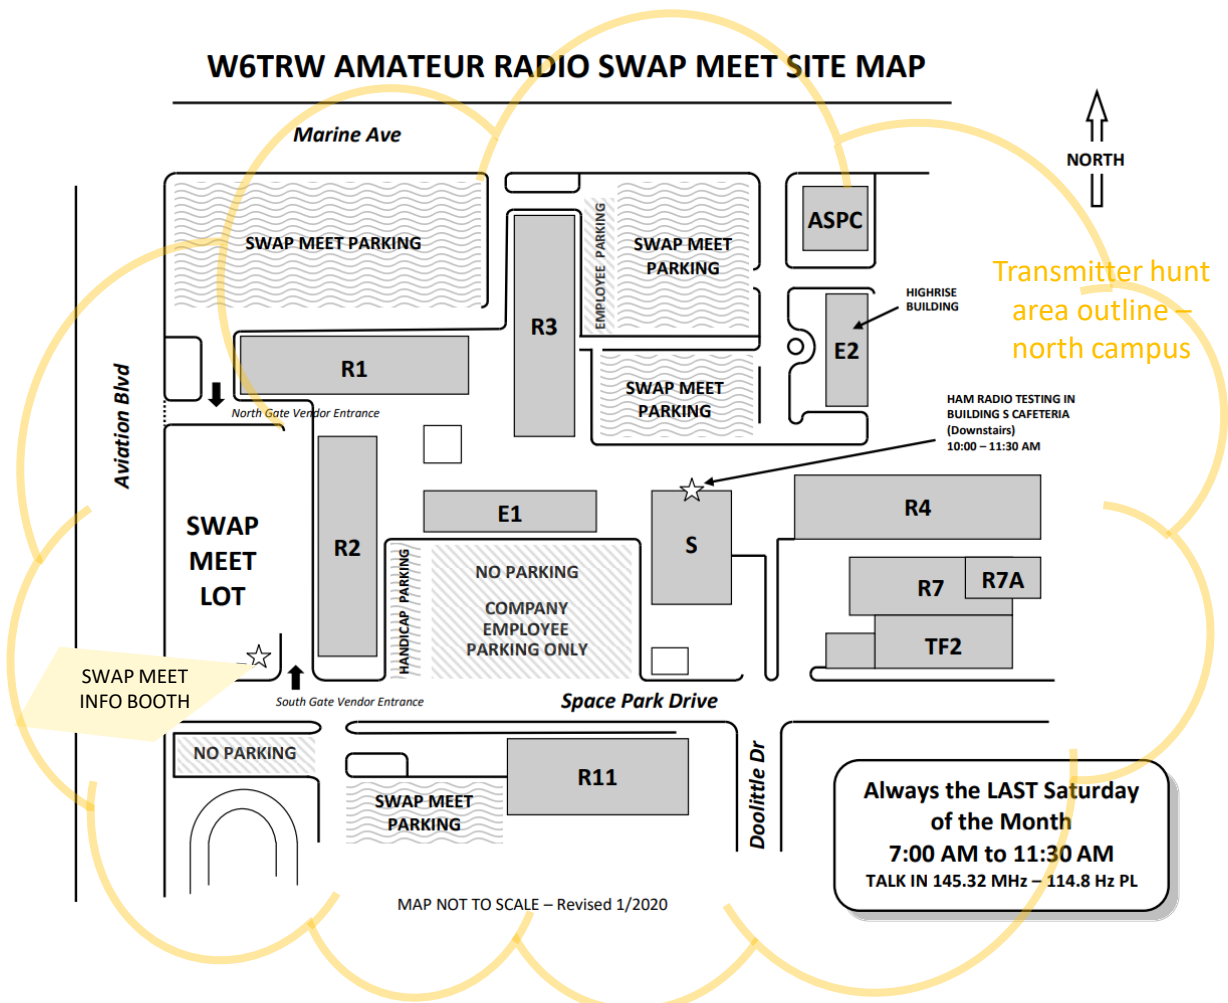 W6TRW AMATEUR RADIO SWAP MEET SITE MAP
Marine Ave
NORTH
SWAP MEET PARKING
EMPLOYEE PARKING
SWAP MEET
PARKING
ASPC
Transmitter hunt
area outline –
north campus
HIGHRISE
BUILDING
R3
E2
R1
SWAP MEET
PARKING
North Gate Vendor Entrance
HAM RADIO TESTING IN
BUILDING S CAFETERIA
(Downstairs)
10:00 – 11:30 AM
Aviation Blvd
SWAP
MEET
LOT
R2
E1
S
R4
HANDICAP PARKING
NO PARKING
COMPANY
EMPLOYEE
PARKING ONLY
R7
R7A
TF2
SWAP MEET
INFO BOOTH
South Gate Vendor Entrance
Space Park Drive
NO PARKING
R11
SWAP MEET
PARKING
Doolittle Dr
Always the LAST Saturday
of the Month
7:00 AM to 11:30 AM
TALK IN 145.32 MHz – 114.8 Hz PL
MAP NOT TO SCALE – Revised 1/2020